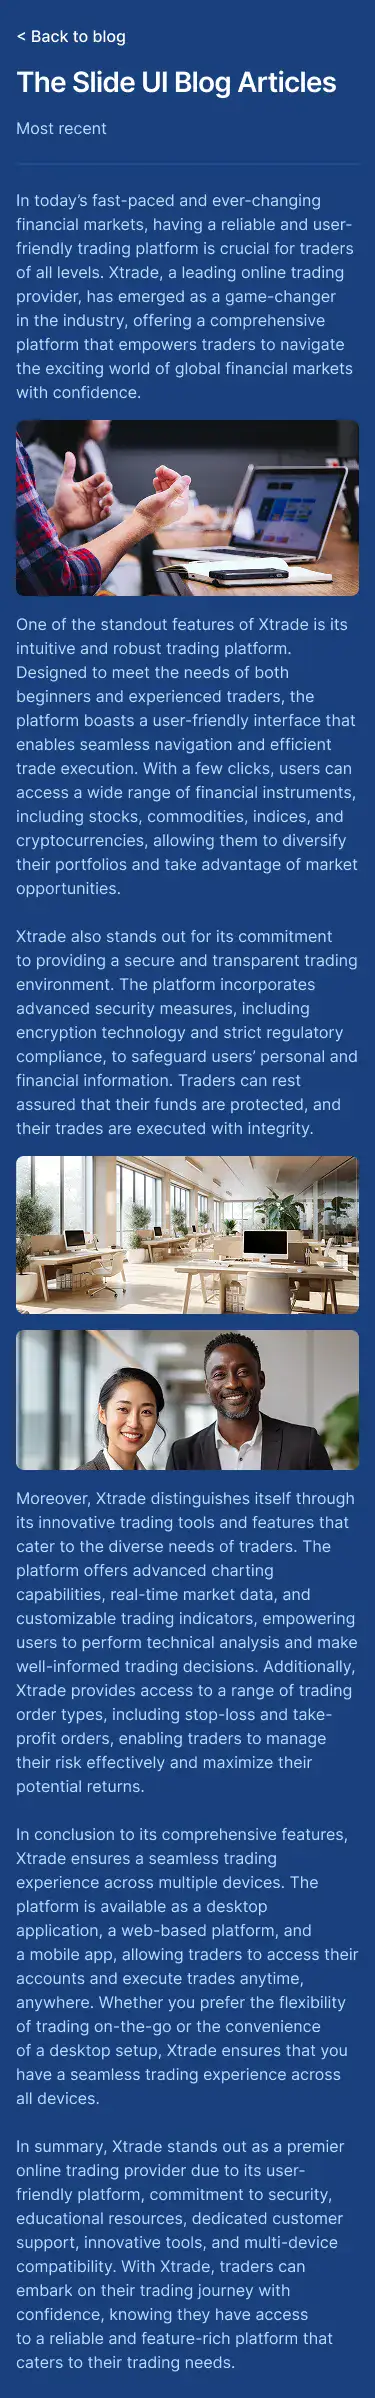 < Back to blog
The Slide UI Blog Articles
Most recent
In today’s fast-paced and ever-changing
financial markets, having a reliable and user-
friendly trading platform is crucial for traders
of all levels. Xtrade, a leading online trading
provider, has emerged as a game-changer
in the industry, offering a comprehensive
platform that empowers traders to navigate
the exciting world of global financial markets
with confidence.
One of the standout features of Xtrade is its
intuitive and robust trading platform.
Designed to meet the needs of both
beginners and experienced traders, the
platform boasts a user-friendly interface that
enables seamless navigation and efficient
trade execution. With a few clicks, users can
access a wide range of financial instruments,
including stocks, commodities, indices, and
cryptocurrencies, allowing them to diversify
their portfolios and take advantage of market
opportunities.
Xtrade also stands out for its commitment
to providing a secure and transparent trading
environment. The platform incorporates
advanced security measures, including
encryption technology and strict regulatory
compliance, to safeguard users’ personal and
financial information. Traders can rest
assured that their funds are protected, and
their trades are executed with integrity.
Moreover, Xtrade distinguishes itself through
its innovative trading tools and features that
cater to the diverse needs of traders. The
platform offers advanced charting
capabilities, real-time market data, and
customizable trading indicators, empowering
users to perform technical analysis and make
well-informed trading decisions. Additionally,
Xtrade provides access to a range of trading
order types, including stop-loss and take-
profit orders, enabling traders to manage
their risk effectively and maximize their
potential returns.
In conclusion to its comprehensive features,
Xtrade ensures a seamless trading
experience across multiple devices. The
platform is available as a desktop
application, a web-based platform, and
a mobile app, allowing traders to access their
accounts and execute trades anytime,
anywhere. Whether you prefer the flexibility
of trading on-the-go or the convenience
of a desktop setup, Xtrade ensures that you
have a seamless trading experience across
all devices.
In summary, Xtrade stands out as a premier
online trading provider due to its user-
friendly platform, commitment to security,
educational resources, dedicated customer
support, innovative tools, and multi-device
compatibility. With Xtrade, traders can
embark on their trading journey with
confidence, knowing they have access
to a reliable and feature-rich platform that
caters to their trading needs.